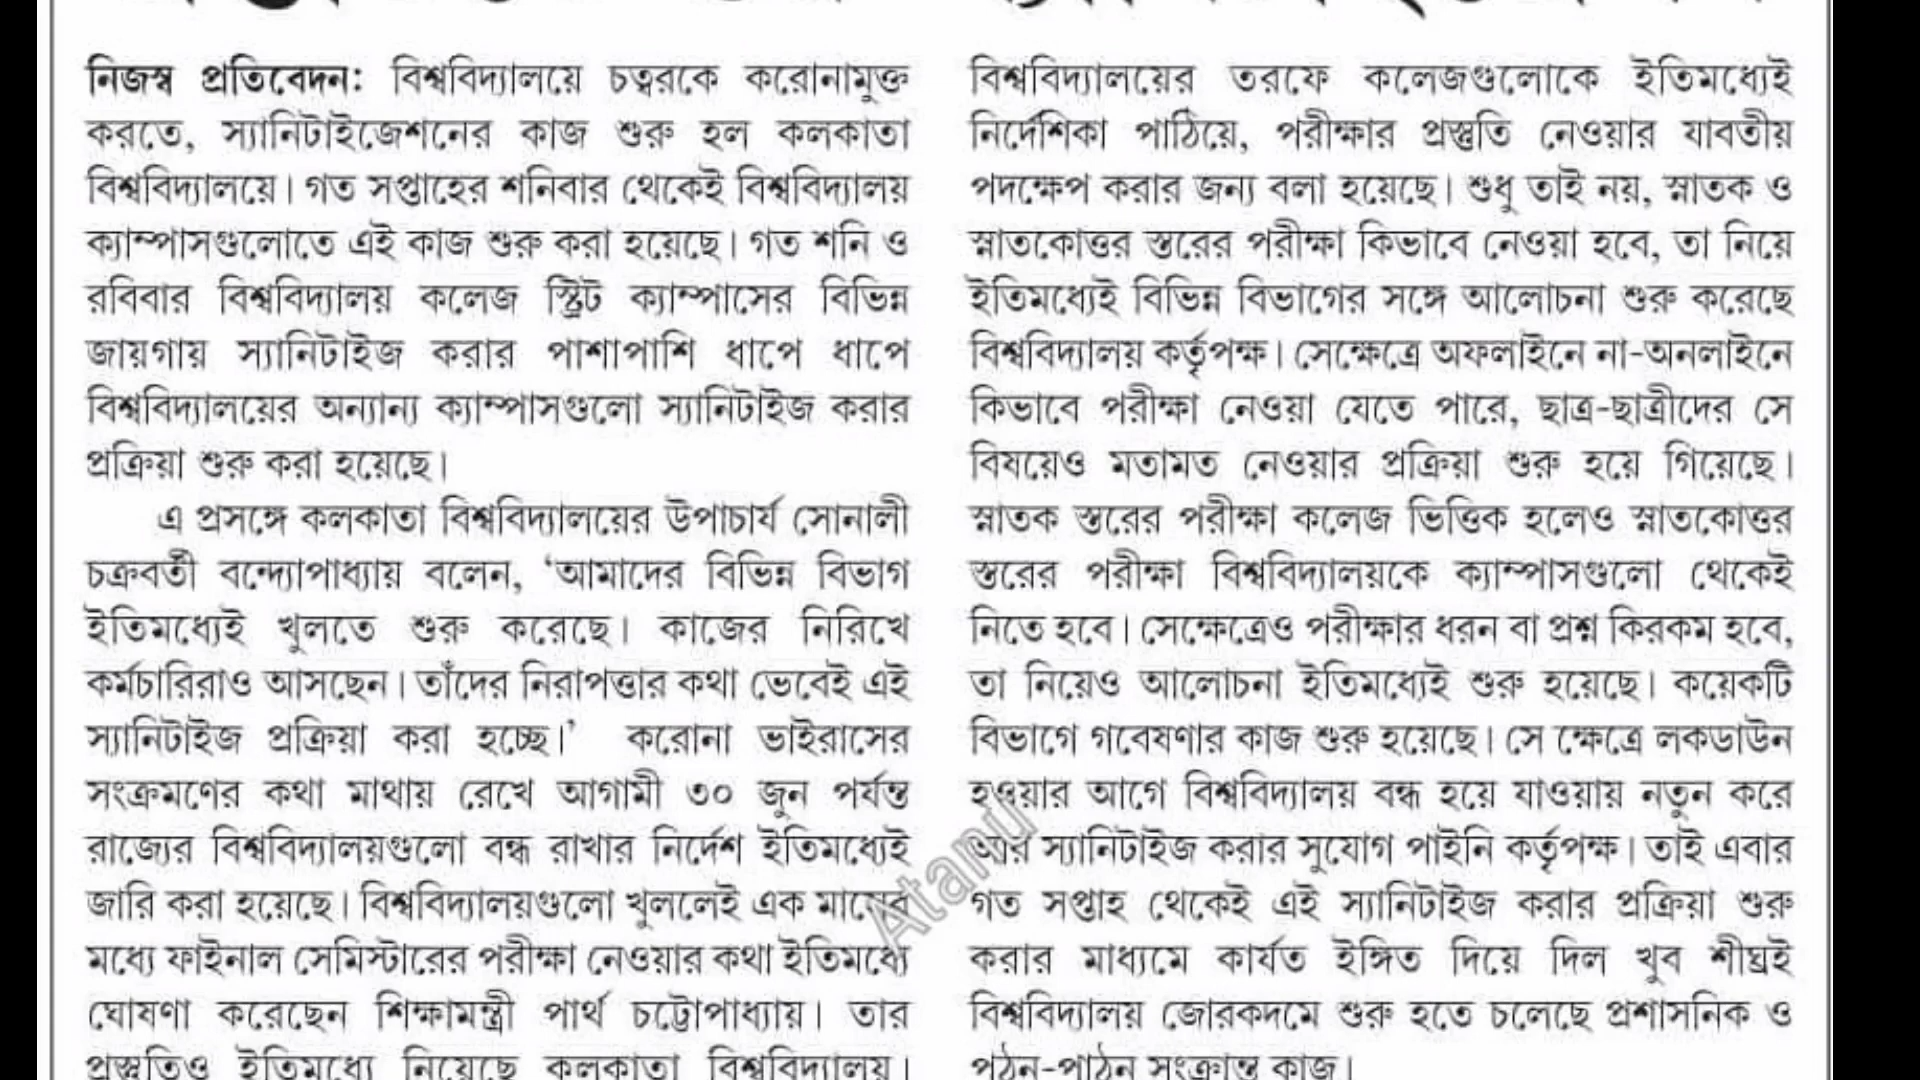 নিজস্ব প্রতিবেদন: বিশ্ববিদ্যালয়ে চত্বরকে করোনামুক্ত
করতে, স্যানিটাইজেশনের কাজ শুরু হল কলকাতা
বিশ্ববিদ্যালয়ে। গত সপ্তাহের শনিবার থেকেই বিশ্ববিদ্যালয়
ক্যাম্পাসগুলোতে এই কাজ শুরু করা হয়েছে। গত শনি ও
রবিবার বিশ্ববিদ্যালয় কলেজ স্ট্রিট ক্যাম্পাসের বিভিন্ন
জায়গায় স্যানিটাইজ করার পাশাপাশি ধাপে ধাপে
বিশ্ববিদ্যালয়ের অন্যান্য ক্যাম্পাসগুলো স্যানিটাইজ করার
প্রক্রিয়া শুরু করা হয়েছে।
এ প্রসঙ্গে কলকাতা বিশ্ববিদ্যালয়ের উপাচার্য সোনালী
চক্রবর্তী বন্দ্যোপাধ্যায় বলেন, ‘আমাদের বিভিন্ন বিভাগ
ইতিমধ্যেই খুলতে শুরু করেছে। কাজের নিরিখে
কর্মচারিরাও আসছেন। তাঁদের নিরাপত্তার কথা ভেবেই এই
স্যানিটাইজ প্রক্রিয়া করা হচ্ছে।’ করোনা ভাইরাসের
সংক্রমণের কথা মাথায় রেখে আগামী ৩০ জুন পর্যন্ত
রাজ্যের বিশ্ববিদ্যালয়গুলো বন্ধ রাখার নির্দেশ ইতিমধ্যেই
জারি করা হয়েছে। বিশ্ববিদ্যালয়গুলো খুললেই এক মাসের
মধ্যে ফাইনাল সেমিস্টারের পরীক্ষা নেওয়ার কথা ইতিমধ্যে
ঘোষণা করেছেন শিক্ষামন্ত্রী পার্থ চট্টোপাধ্যায়। তার
প্রস্তুতিও ইতিমধ্যে নিয়েছে কলকাতা বিশ্ববিদ্যালয়।
বিশ্ববিদ্যালয়ের তরফে কলেজগুলোকে ইতিমধ্যেই
নির্দেশিকা পাঠিয়ে, পরীক্ষার প্রস্তুতি নেওয়ার যাবতীয়
পদক্ষেপ করার জন্য বলা হয়েছে। শুধু তাই নয়, স্নাতক ও
স্নাতকোত্তর স্তরের পরীক্ষা কিভাবে নেওয়া হবে, তা নিয়ে
ইতিমধ্যেই বিভিন্ন বিভাগের সঙ্গে আলোচনা শুরু করেছে
বিশ্ববিদ্যালয় কর্তৃপক্ষ। সেক্ষেত্রে অফলাইনে না-অনলাইনে
কিভাবে পরীক্ষা নেওয়া যেতে পারে, ছাত্র-ছাত্রীদের সে
বিষয়েও মতামত নেওয়ার প্রক্রিয়া শুরু হয়ে গিয়েছে।
স্নাতক স্তরের পরীক্ষা কলেজ ভিত্তিক হলেও স্নাতকোত্তর
স্তরের পরীক্ষা বিশ্ববিদ্যালয়কে ক্যাম্পাসগুলো থেকেই
নিতে হবে। সেক্ষেত্রেও পরীক্ষার ধরন বা প্রশ্ন কিরকম হবে,
তা নিয়েও আলোচনা ইতিমধ্যেই শুরু হয়েছে। কয়েকটি
বিভাগে গবেষণার কাজ শুরু হয়েছে। সে ক্ষেত্রে লকডাউন
হওয়ার আগে বিশ্ববিদ্যালয় বন্ধ হয়ে যাওয়ায় নতুন করে
আর স্যানিটাইজ করার সুযোগ পাইনি কর্তৃপক্ষ। তাই এবার
গত সপ্তাহ থেকেই এই স্যানিটাইজ করার প্রক্রিয়া শুরু
করার মাধ্যমে কার্যত ইঙ্গিত দিয়ে দিল খুব শীঘ্রই
বিশ্ববিদ্যালয় জোরকদমে শুরু হতে চলেছে প্রশাসনিক ও
পঠন-পাঠন সংক্রান্ত কাজ।
Atanu